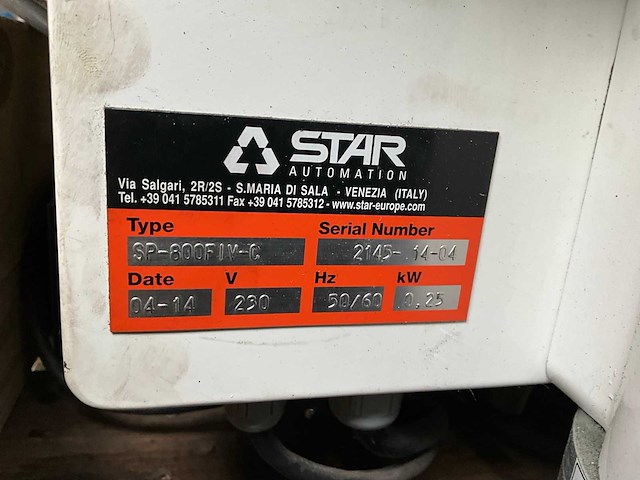 STAR
AUTOMATION
Via Salgari, 2R/2S - S.MARIA DI SALA - VENEZIA (ITALY)
Tel. +39 041 5785311 Fax +39 041 5785312 - www.star-europe.com
Type Serial Number
SP-800FIV-C 2145-14-04
Date V Hz kW
04-14 230 50/60 0,25